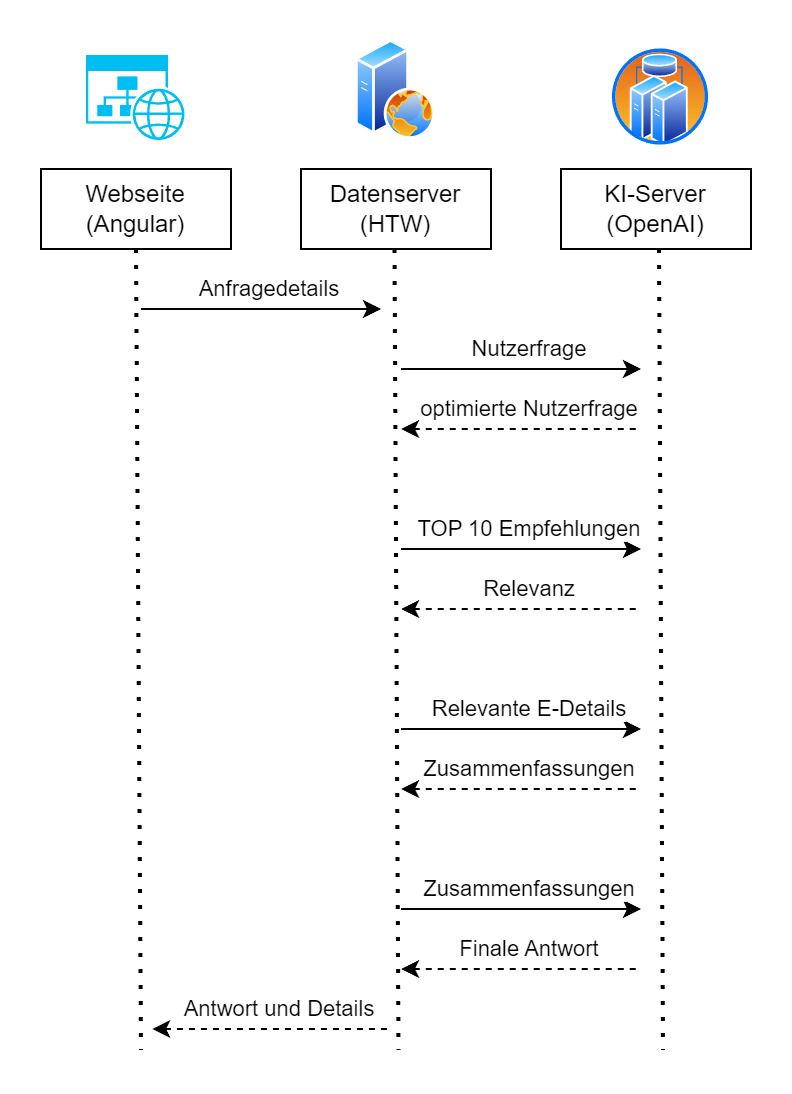 Webseite
(Angular)
Datenserver
(HTW)
KI-Server
(OpenAI)
Anfragedetails
Nutzerfrage
optimierte Nutzerfrage
TOP 10 Empfehlungen
Relevanz
Relevante E-Details
Zusammenfassungen
Zusammenfassungen
Finale Antwort
Antwort und Details